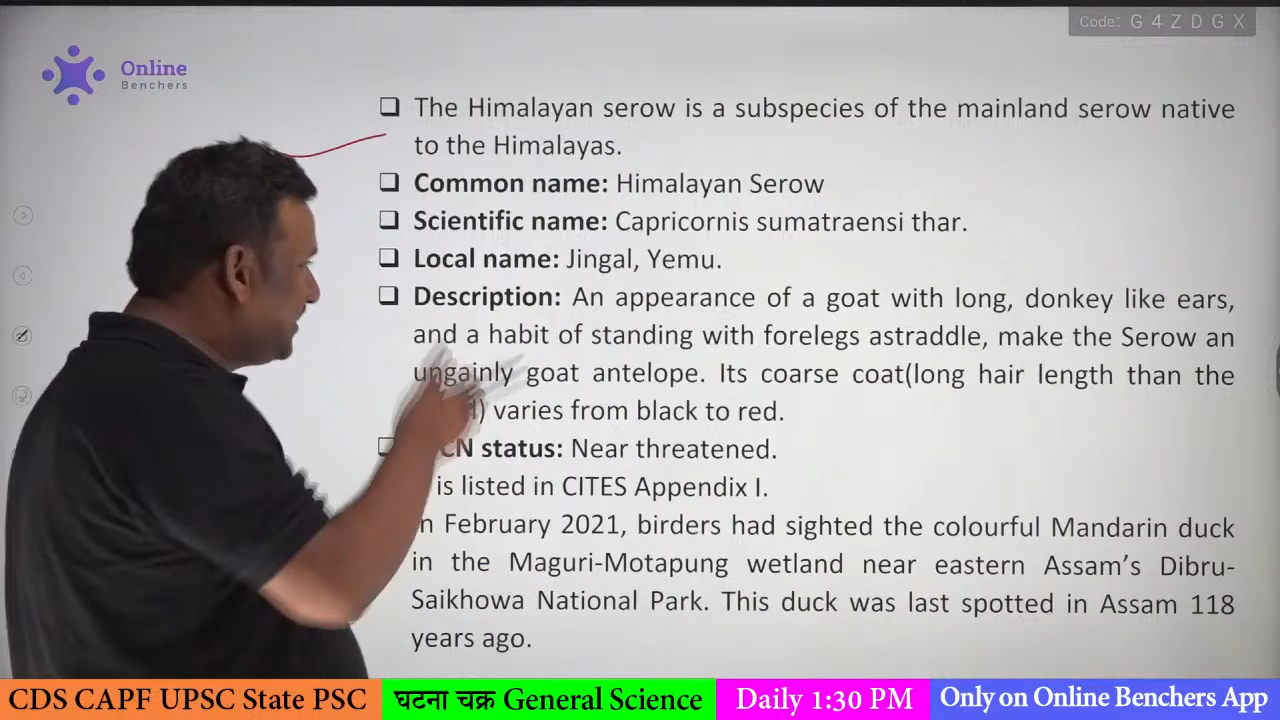 Code: G 4 Z D G X
Online
Benchers
❑ The Himalayan serow is a subspecies of the mainland serow native
to the Himalayas.
❑ Common name: Himalayan Serow
❑ Scientific name: Capricornis sumatraensi thar.
❑ Local name: Jingal, Yemu.
❑ Description: An appearance of a goat with long, donkey like ears,
and a habit of standing with forelegs astraddle, make the Serow an
ungainly goat antelope. Its coarse coat(long hair length than the
varies from black to red.
status: Near threatened.
is listed in CITES Appendix I.
February 2021, birders had sighted the colourful Mandarin duck
in the Maguri-Motapung wetland near eastern Assam's Dibru-
Saikhowa National Park. This duck was last spotted in Assam 118
years ago.
CDS CAPF UPSC State PSC
घटना चक्र General Science
Daily 1:30 PM
Only on Online Benchers App